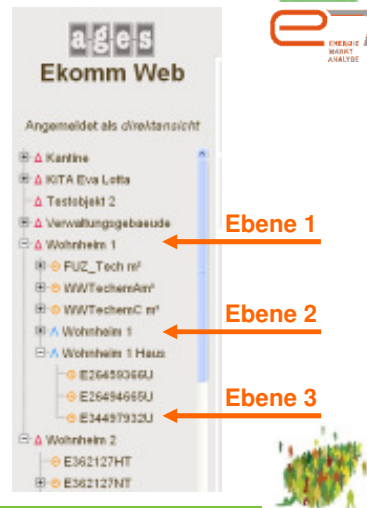 ages
Ekomm Web
ENERGIE
MARKT
ANALYSE
Angemeldet als direktansicht
Kantine
KITA Eva Lotta
Testobjekt 2
Verwaltungsgebaeude
Ebene 1
Wohnheim 1
FUZ_Tech m²
WWTechemAm³
WWTechemC m³
Ebene 2
Wohnheim 1
Wohnheim 1 Haus
E26459366U
E26494665U
Ebene 3
E34497932U
Wohnheim 2
E362127HT
E362127NT